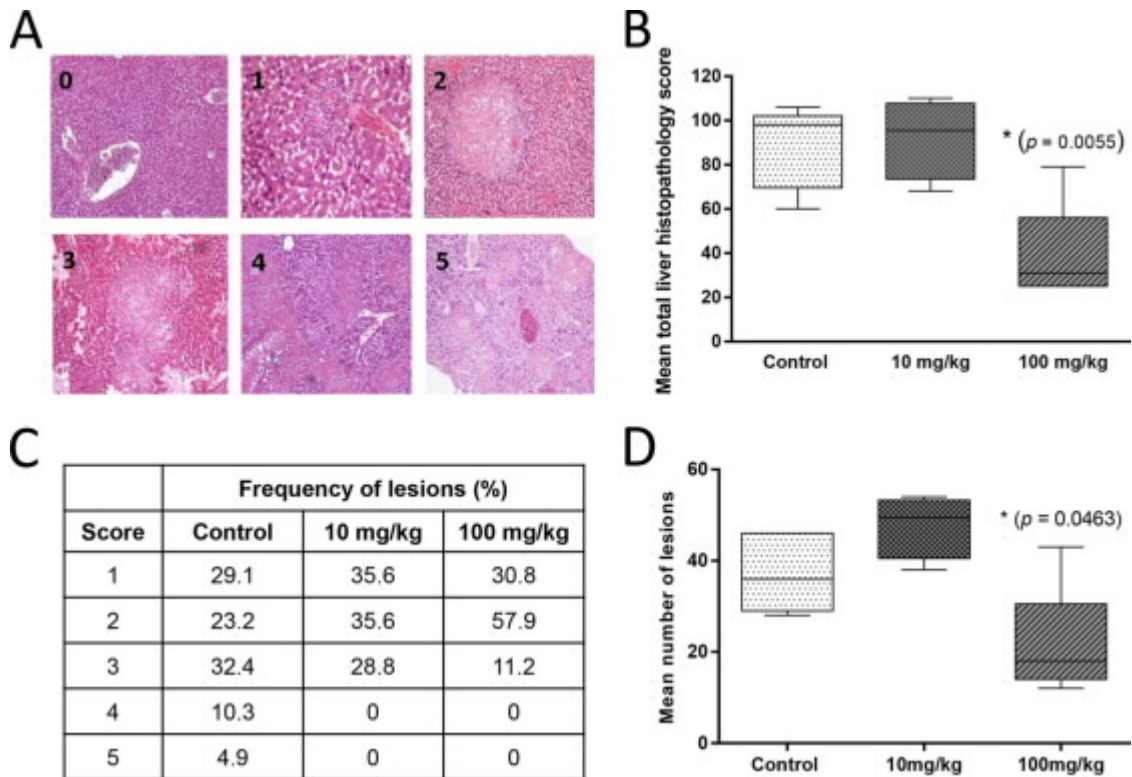 A
0
1
2
3
4
5
B
Mean total liver histopathology score
120
100
80
60
40
20
0
* (p = 0.0055)
Control
10 mg/kg
100 mg/kg
C
Frequency of lesions (%)
Score
Control
10 mg/kg
100 mg/kg
1
29.1
35.6
30.8
2
23.2
35.6
57.9
3
32.4
28.8
11.2
4
10.3
0
0
5
4.9
0
0
D
Mean number of lesions
60
40
20
0
* (p = 0.0463)
Control
10mg/kg
100mg/kg